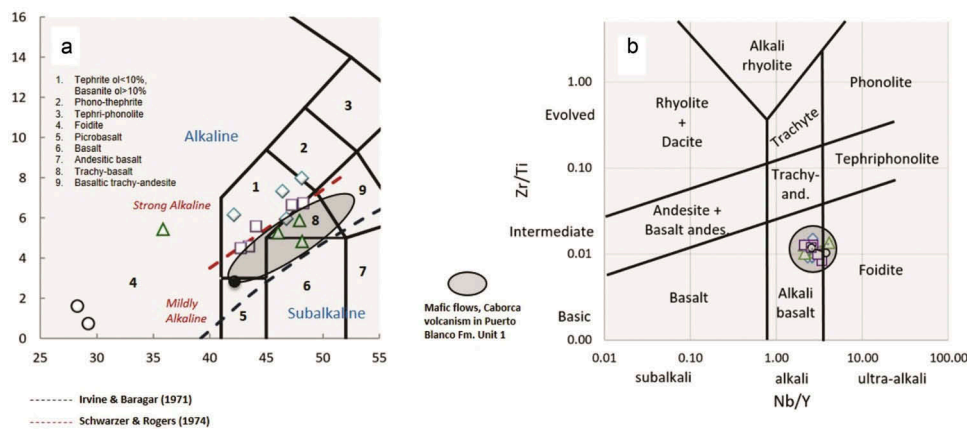 16
14
12
10
8
6
4
2
0
a
1. Tephrite ol<10%,
Basanite ol>10%
2. Phono-thephrite
3. Tephri-phonolite
4. Foidite
5. Picrobasalt
6. Basalt
7. Andesitic basalt
8. Trachy-basalt
9. Basaltic trachy-andesite
Alkaline
Strong Alkaline
Mildly
Alkaline
Subalkaline
1
2
3
4
5
6
7
8
9
25 30 35 40 45 50 55
Irvine & Baragar (1971)
Schwarzer & Rogers (1974)
Mafic flows, Caborca
volcanism in Puerto
Blanco Fm. Unit 1
b
Zr/Ti
1.00
Evolved
0.10
Intermediate
0.01
Basic
0.00
Alkali
rhyolite
Phonolite
Rhyolite
+
Dacite
Trachyte
Tephriphonolite
Trachy-
and.
Andesite +
Basalt andes.
Foidite
Basalt
Alkali
basalt
0.01 0.10 1.00 10.00 100.00
subalkali alkali ultra-alkali
Nb/Y